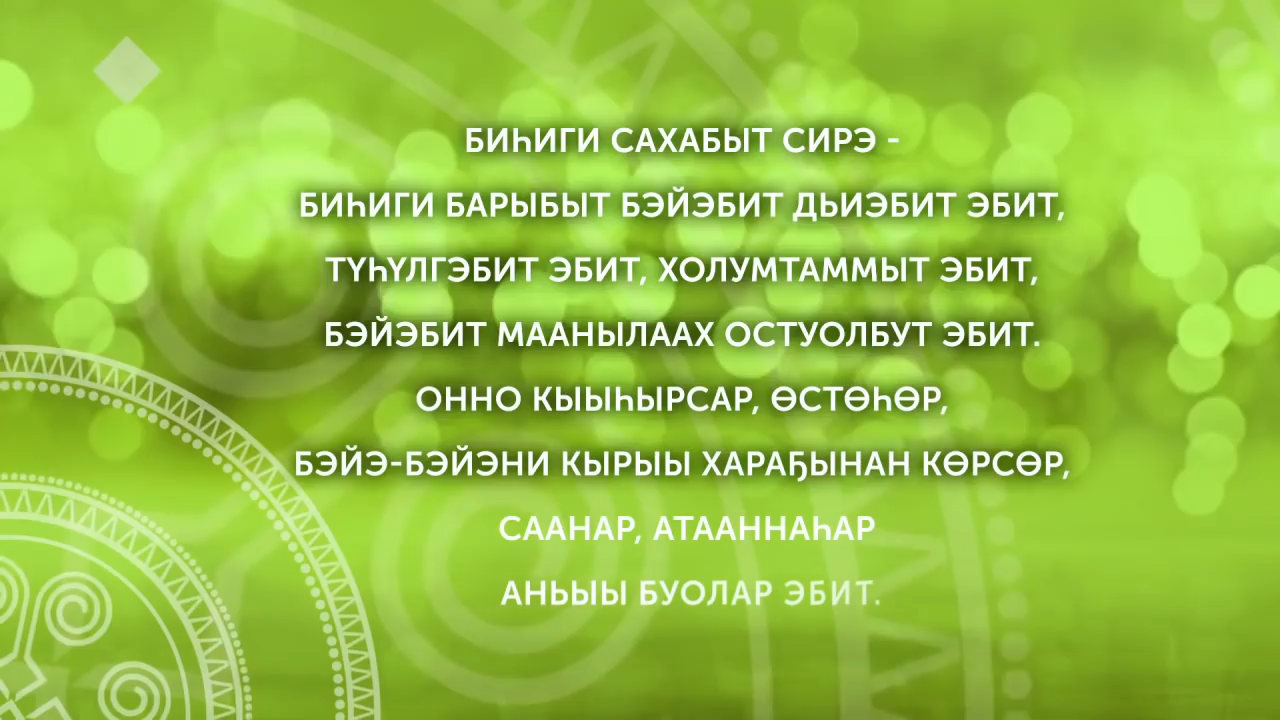 БИҺИГИ САХАБЫТ СИРЭ -
БИҺИГИ БАРЫБЫТ БЭЙЭБИТ ДЬИЭБИТ ЭБИТ,
ТҮҺҮЛГЭБИТ ЭБИТ, ХОЛУМТАММЫТ ЭБИТ,
БЭЙЭБИТ МААНЫЛААХ ОСТУОЛБУТ ЭБИТ.
ОННО КЫЫҺЫРСАР, ӨСТӨҺӨР,
БЭЙЭ-БЭЙЭНИ КЫРЫЫ ХАРАҔЫНАН КӨРСӨР,
СААНАР, АТААННАҺАР
АНЬЫЫ БУОЛАР ЭБИТ.